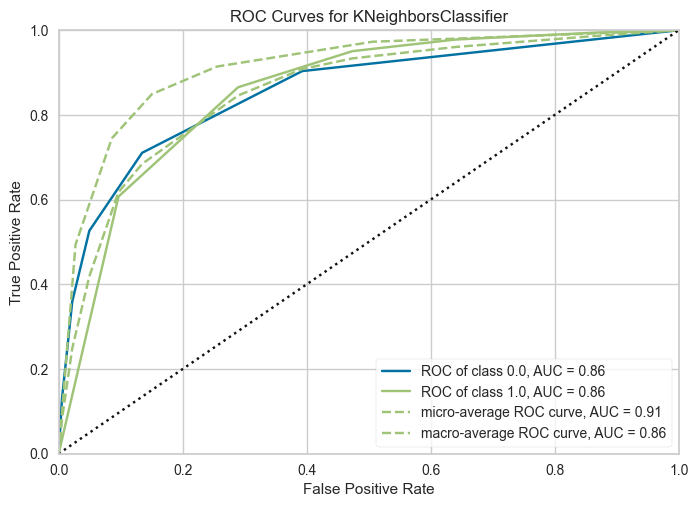 ROC Curves for KNeighborsClassifier
1.0
0.8
0.6
0.4
0.2
0.0
True Positive Rate
ROC of class 0.0, AUC = 0.86
ROC of class 1.0, AUC = 0.86
micro-average ROC curve, AUC = 0.91
macro-average ROC curve, AUC = 0.86
0.0 0.2 0.4 0.6 0.8 1.0
False Positive Rate